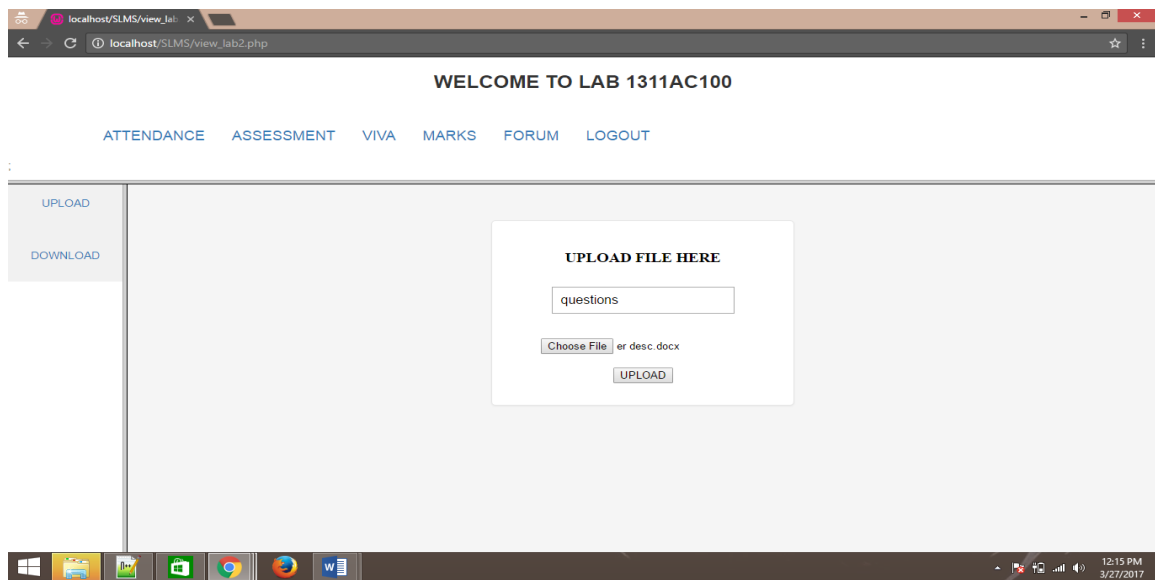 localhost/SLMS/view_lab
localhost/SLMS/view_lab2.php
WELCOME TO LAB 1311AC100
ATTENDANCE ASSESSMENT VIVA MARKS FORUM LOGOUT
;
UPLOAD
DOWNLOAD
UPLOAD FILE HERE
questions
Choose File er desc.docx
UPLOAD
12:15 PM
3/27/2017